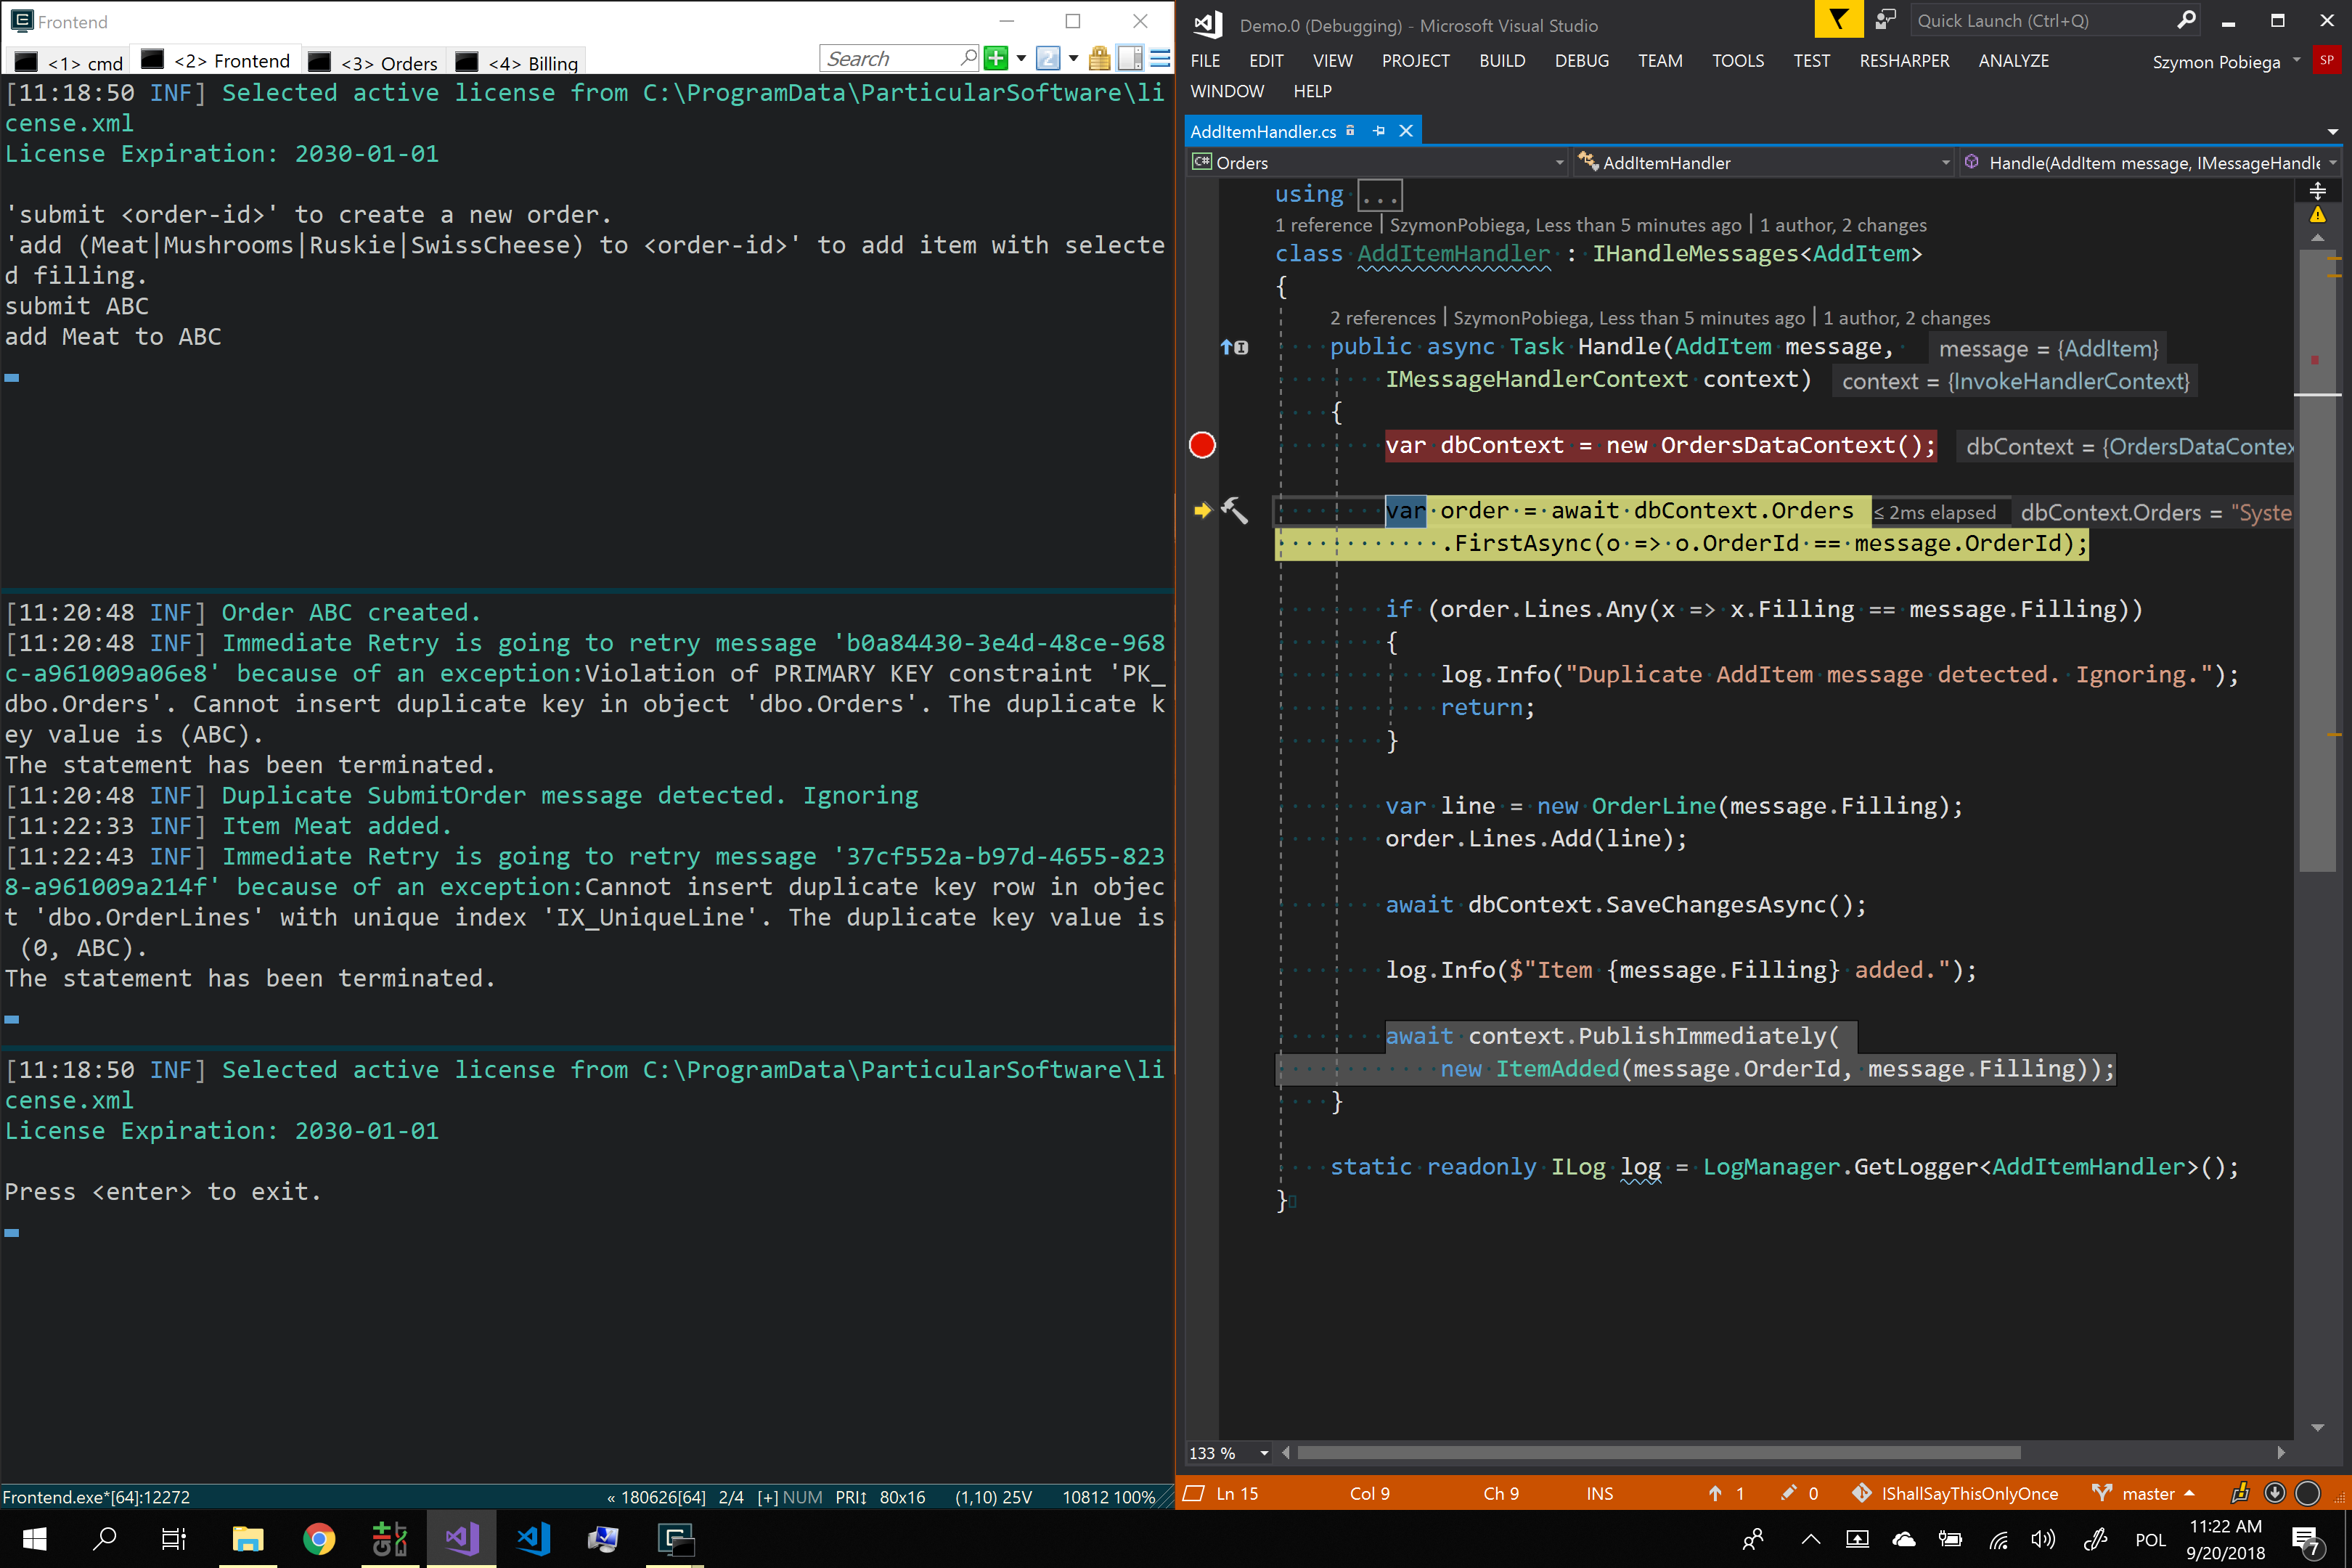 Frontend
<1> cmd
<2> Frontend
<3> Orders
<4> Billing
Search
[11:18:50 INF] Selected active license from C:\ProgramData\ParticularSoftware\li
cense.xml
License Expiration: 2030-01-01
'submit <order-id>' to create a new order.
'add (Meat|Mushrooms|Ruskie|SwissCheese) to <order-id>' to add item with selecte
d filling.
submit ABC
add Meat to ABC
[11:20:48 INF] Order ABC created.
[11:20:48 INF] Immediate Retry is going to retry message 'b0a84430-3e4d-48ce-968
c-a961009a06e8' because of an exception:Violation of PRIMARY KEY constraint 'PK_
dbo.Orders'. Cannot insert duplicate key in object 'dbo.Orders'. The duplicate k
ey value is (ABC).
The statement has been terminated.
[11:20:48 INF] Duplicate SubmitOrder message detected. Ignoring
[11:22:33 INF] Item Meat added.
[11:22:43 INF] Immediate Retry is going to retry message '37cf552a-b97d-4655-823
8-a961009a214f' because of an exception:Cannot insert duplicate key row in objec
t 'dbo.OrderLines' with unique index 'IX_UniqueLine'. The duplicate key value is
(0, ABC).
The statement has been terminated.
[11:18:50 INF] Selected active license from C:\ProgramData\ParticularSoftware\li
cense.xml
License Expiration: 2030-01-01
Press <enter> to exit.
Frontend.exe*[64]:12272 « 180626[64] 2/4 [+] NUM PRI↕ 80x16 (1,10) 25V 10812 100%
Demo.0 (Debugging) - Microsoft Visual Studio
Quick Launch (Ctrl+Q)
FILE EDIT VIEW PROJECT BUILD DEBUG TEAM TOOLS TEST RESHARPER ANALYZE
Szymon Pobiega SP
WINDOW HELP
AddItemHandler.cs
C# Orders
AddItemHandler
Handle(AddItem message, IMessageHandle
using ...
1 reference | SzymonPobiega, Less than 5 minutes ago | 1 author, 2 changes
class AddItemHandler : IHandleMessages<AddItem>
{
2 references | SzymonPobiega, Less than 5 minutes ago | 1 author, 2 changes
public async Task Handle(AddItem message, message = {AddItem}
IMessageHandlerContext context) context = {InvokeHandlerContext}
{
var dbContext = new OrdersDataContext(); dbContext = {OrdersDataContex
var order = await dbContext.Orders ≤ 2ms elapsed dbContext.Orders = "Syste
.FirstAsync(o => o.OrderId == message.OrderId);
if (order.Lines.Any(x => x.Filling == message.Filling))
{
log.Info("Duplicate AddItem message detected. Ignoring.");
return;
}
var line = new OrderLine(message.Filling);
order.Lines.Add(line);
await dbContext.SaveChangesAsync();
log.Info($"Item {message.Filling} added.");
await context.PublishImmediately(
new ItemAdded(message.OrderId, message.Filling));
}
static readonly ILog log = LogManager.GetLogger<AddItemHandler>();
}
133 %
Ln 15 Col 9 Ch 9 INS 1 0 IShallSayThisOnlyOnce master
POL
11:22 AM
9/20/2018
7